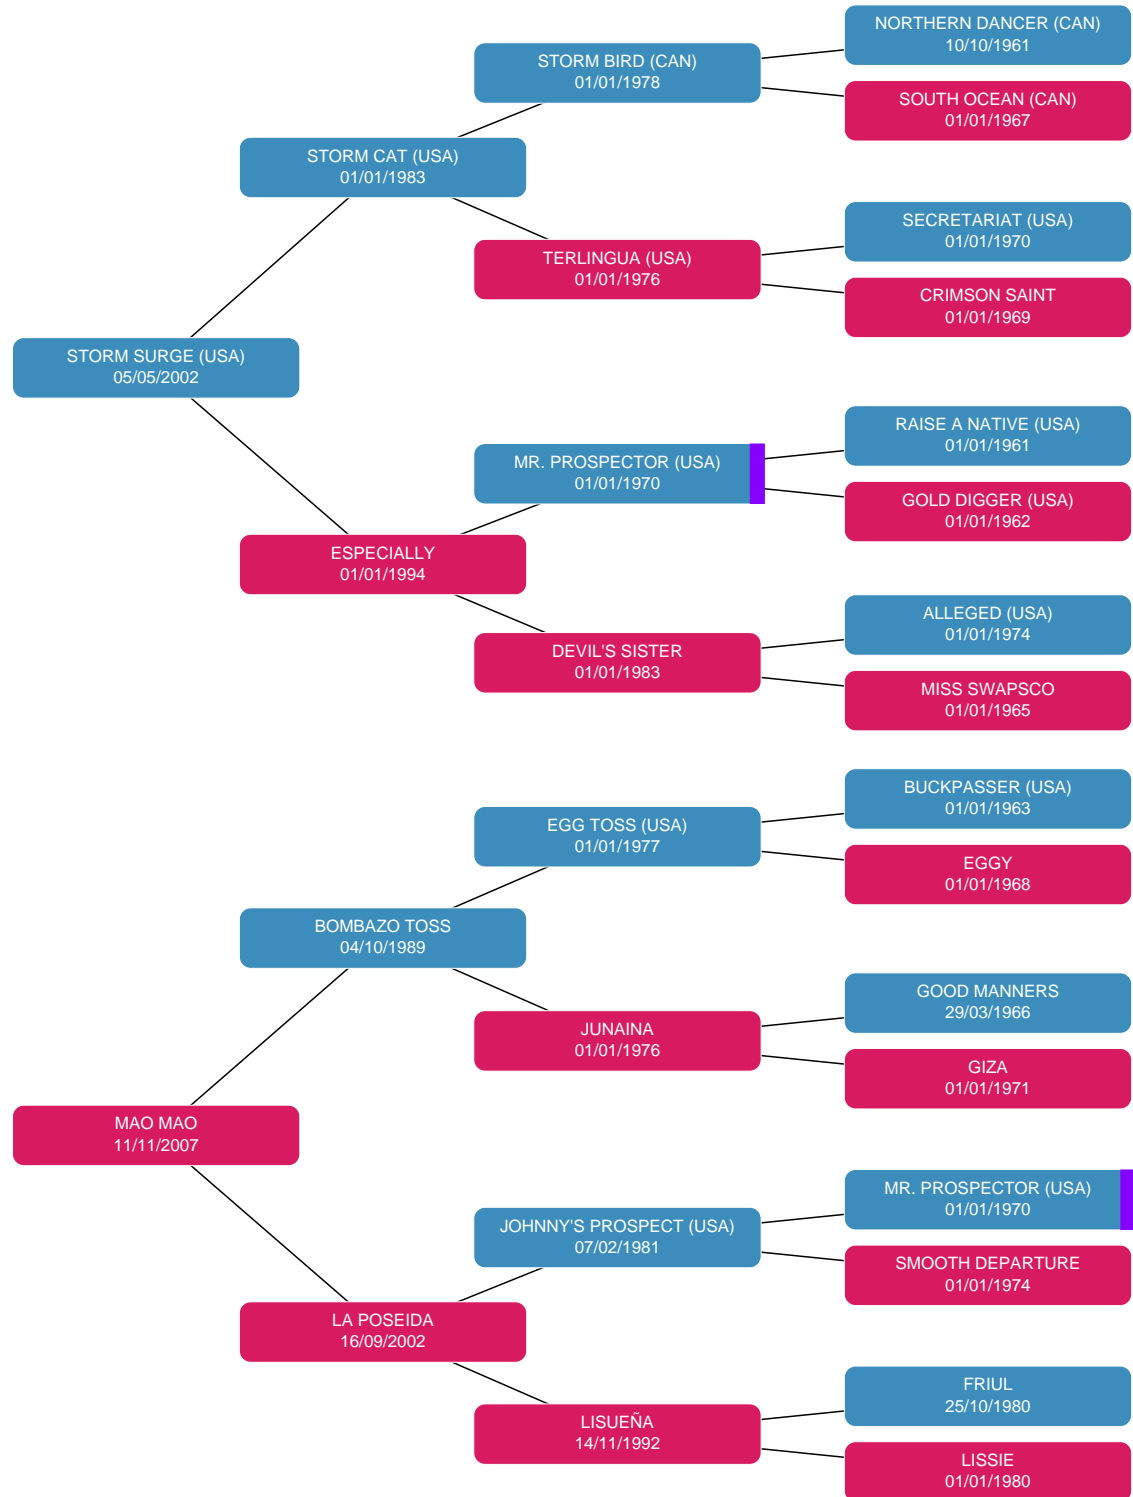 NORTHERN DANCER (CAN)
10/10/1961
STORM BIRD (CAN)
01/01/1978
SOUTH OCEAN (CAN)
01/01/1967
STORM CAT (USA)
01/01/1983
SECRETARIAT (USA)
01/01/1970
TERLINGUA (USA)
01/01/1976
CRIMSON SAINT
01/01/1969
STORM SURGE (USA)
05/05/2002
RAISE A NATIVE (USA)
01/01/1961
MR. PROSPECTOR (USA)
01/01/1970
GOLD DIGGER (USA)
01/01/1962
ESPECIALLY
01/01/1994
ALLEGED (USA)
01/01/1974
DEVIL'S SISTER
01/01/1983
MISS SWAPSCO
01/01/1965
BUCKPASSER (USA)
01/01/1963
EGG TOSS (USA)
01/01/1977
EGGY
01/01/1968
BOMBAZO TOSS
04/10/1989
GOOD MANNERS
29/03/1966
JUNAINA
01/01/1976
GIZA
01/01/1971
MAO MAO
11/11/2007
MR. PROSPECTOR (USA)
01/01/1970
JOHNNY'S PROSPECT (USA)
07/02/1981
SMOOTH DEPARTURE
01/01/1974
LA POSEIDA
16/09/2002
FRIUL
25/10/1980
LISUEÑA
14/11/1992
LISSIE
01/01/1980